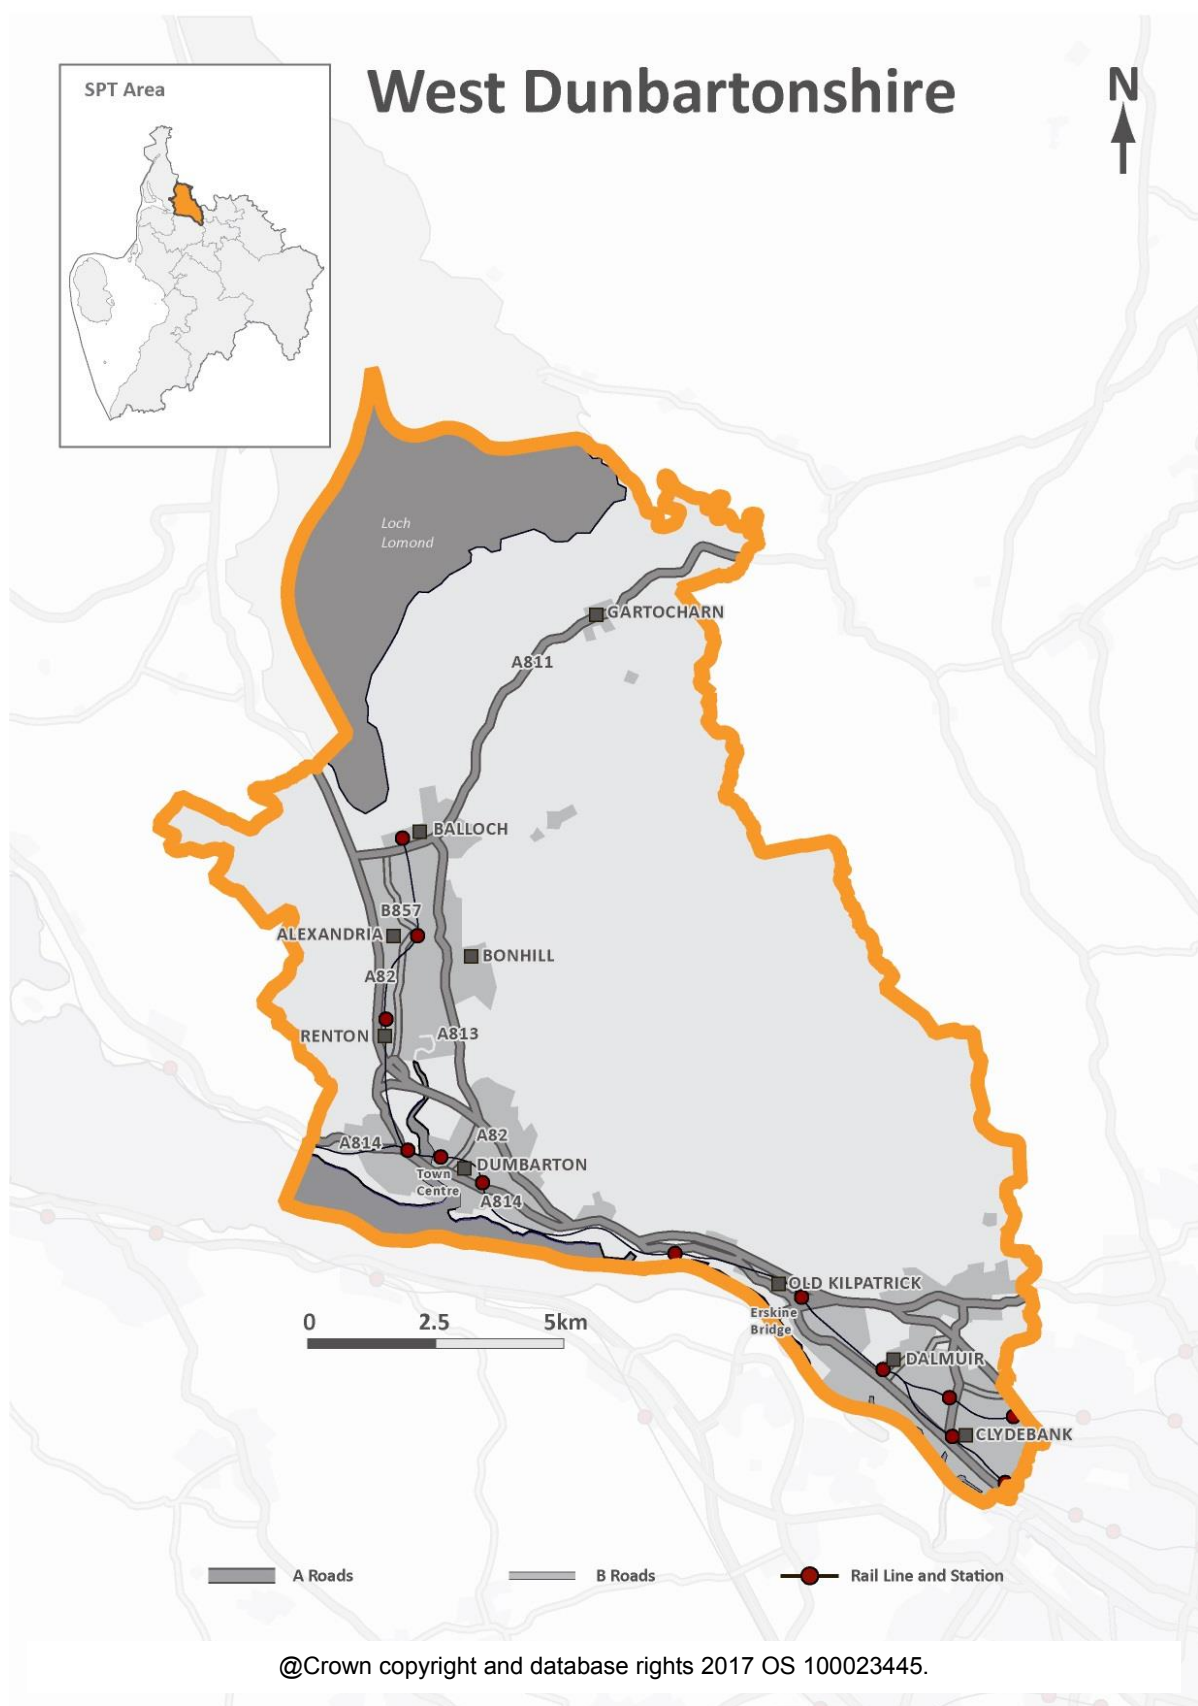 SPT Area
West Dunbartonshire
N
Loch
Lomond
GARTOCHARN
A811
BALLOCH
B857
ALEXANDRIA
BONHILL
A82
RENTON
A813
A82
A814
DUMBARTON
Town
Centre
A814
OLD KILPATRICK
Erskine
Bridge
0 2.5 5km
DALMUIR
CLYDEBANK
A Roads B Roads Rail Line and Station
@Crown copyright and database rights 2017 OS 100023445.